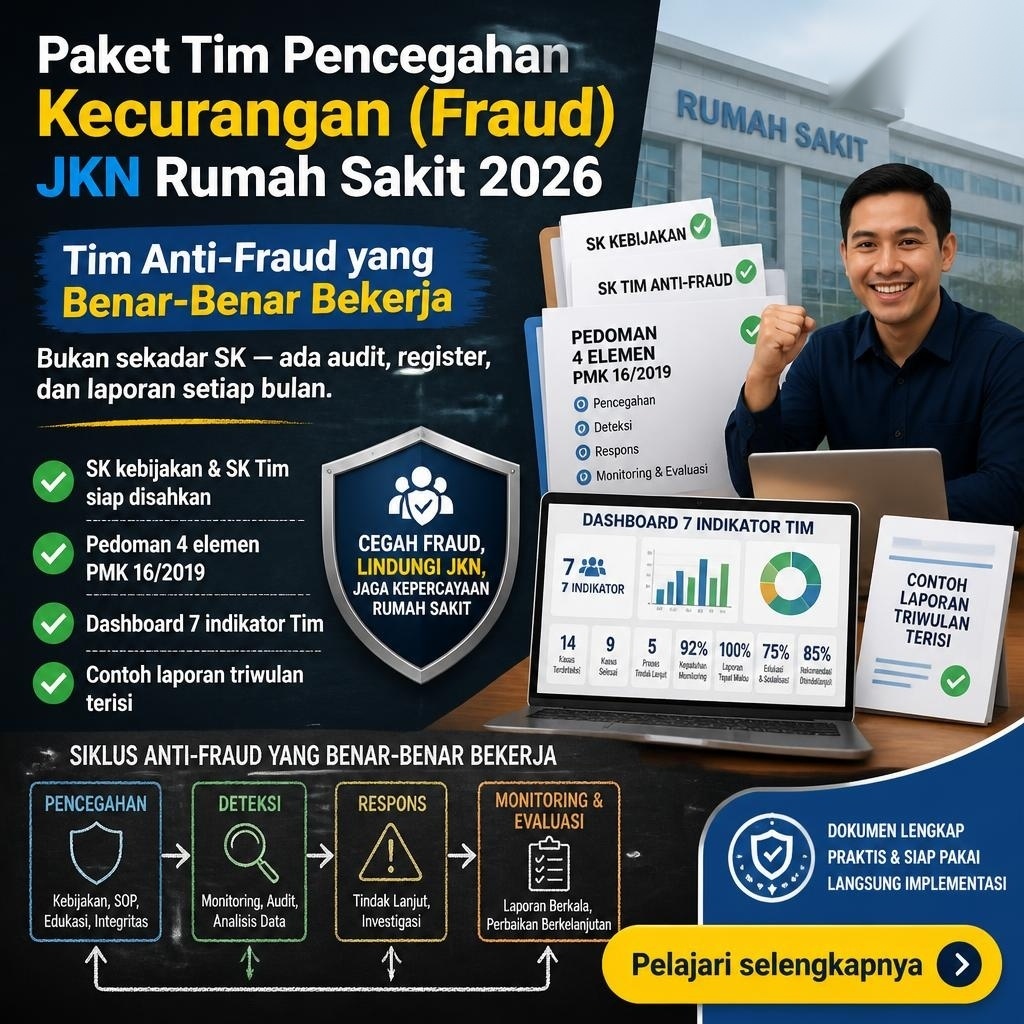 Paket Tim Pencegahan
Kecurangan (Fraud)
JKN Rumah Sakit 2026
RUMAH SAKIT
Tim Anti-Fraud yang
Benar-Benar Bekerja
Bukan sekadar SK — ada audit, register,
dan laporan setiap bulan.
SK kebijakan & SK Tim
siap disahkan
Pedoman 4 elemen
PMK 16/2019
Dashboard 7 indikator Tim
Contoh laporan triwulan
terisi
CEGAH FRAUD,
LINDUNGI JKN,
JAGA KEPERCAYAAN
RUMAH SAKIT
SK KEBIJAKAN
SK TIM ANTI-FRAUD
PEDOMAN
4 ELEMEN
PMK 16/2019
Pencegahan
Deteksi
Respons
Monitoring & Evaluasi
DASHBOARD 7 INDIKATOR TIM
7
7 INDIKATOR
14
9
5
92%
100%
75%
85%
Kasus
Tindak Lanjut
Monitoring
Laporan
CONTOH
LAPORAN
TRIWULAN
TERISI
SIKLUS ANTI-FRAUD YANG BENAR-BENAR BEKERJA
PENCEGAHAN
Kebijakan, SOP,
Edukasi, Integritas
DETEKSI
Monitoring, Audit,
Analisis Data
RESPONS
Tindak Lanjut,
Investigasi
MONITORING &
EVALUASI
Laporan Berkala,
Perbaikan Berkelanjutan
DOKUMEN LENGKAP
PRAKTIS & SIAP PAKAI
LANGSUNG IMPLEMENTASI
Pelajari selengkapnya